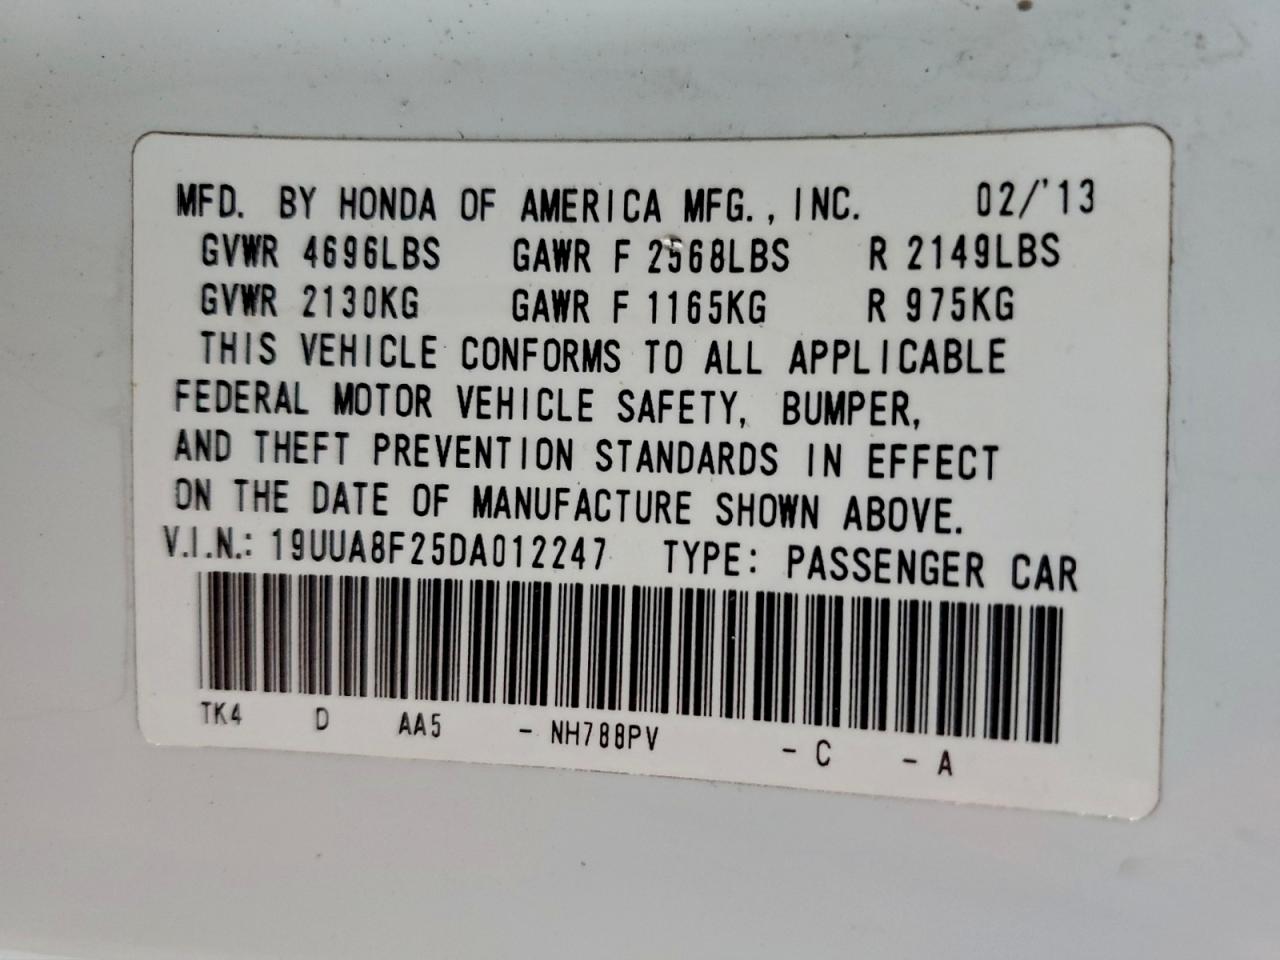 MFD. BY HONDA OF AMERICA MFG., INC. 02/'13
GVWR 4696LBS GAWR F 2568LBS R 2149LBS
GVWR 2130KG GAWR F 1165KG R 975KG
THIS VEHICLE CONFORMS TO ALL APPLICABLE
FEDERAL MOTOR VEHICLE SAFETY, BUMPER,
AND THEFT PREVENTION STANDARDS IN EFFECT
ON THE DATE OF MANUFACTURE SHOWN ABOVE.
V.I.N.: 19UUA8F25DA012247 TYPE: PASSENGER CAR
TK4 D AA5 - NH788PV - C - A